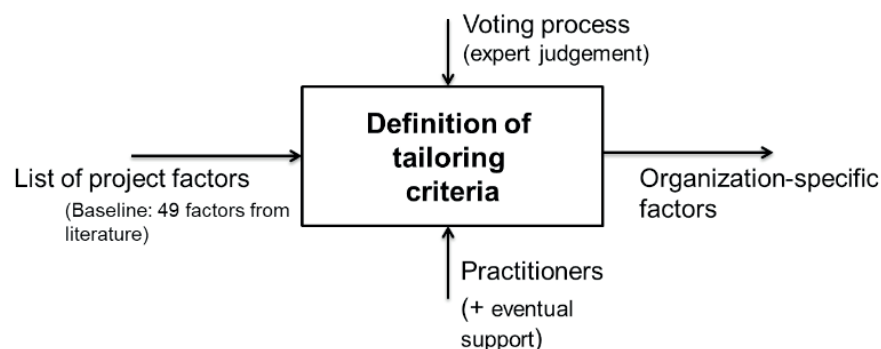 Voting process
(expert judgement)
Definition of
tailoring
criteria
List of project factors
(Baseline: 49 factors from
literature)
Organization-specific
factors
Practitioners
(+ eventual
support)